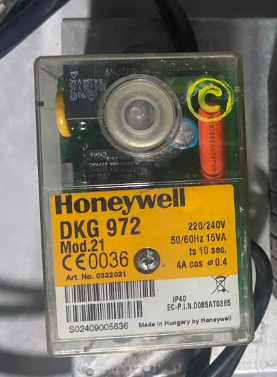 China
Honeywell
DKG 972
Mod.21
CE0036
Art. No. 0332021
220/240V
50/60Hz 15VA
ts 10 sec.
4A cos φ 0.4
IP40
EC-P.I.N.0085AT0365
S02409005636
Made in Hungary by Honeywell